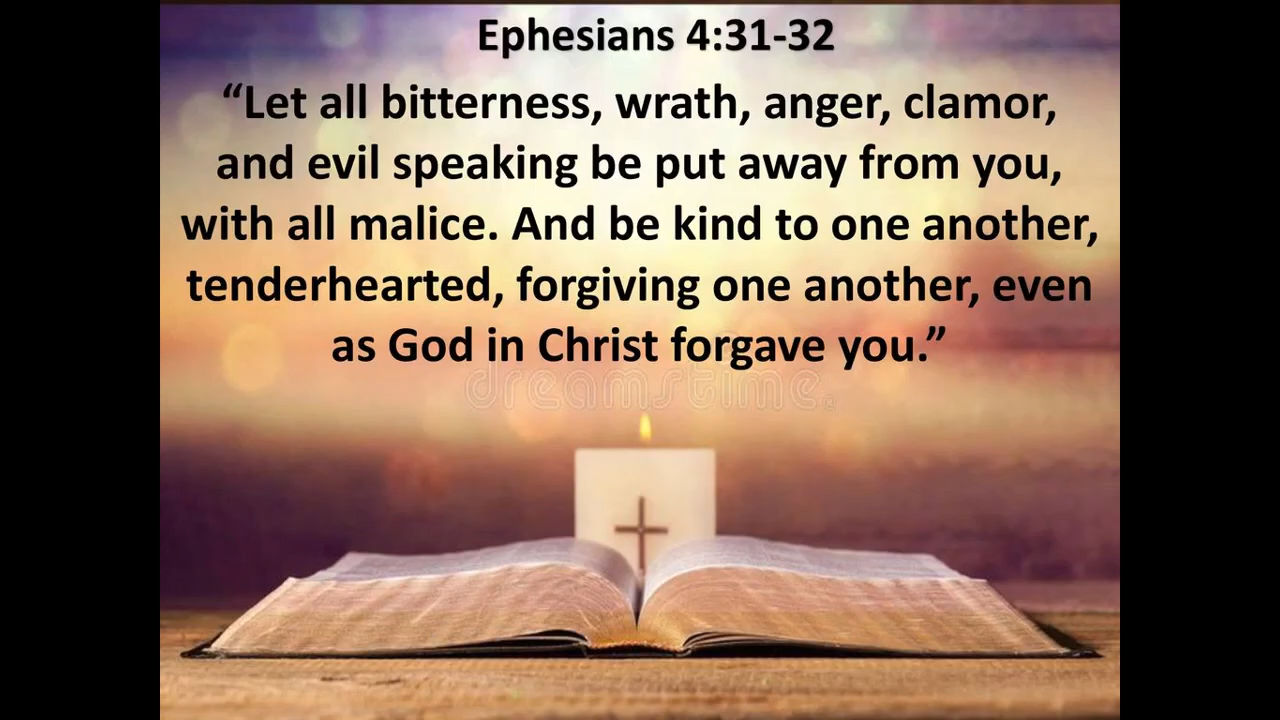 Ephesians 4:31-32
“Let all bitterness, wrath, anger, clamor,
and evil speaking be put away from you,
with all malice. And be kind to one another,
tenderhearted, forgiving one another, even
as God in Christ forgave you.”
dreamstime.